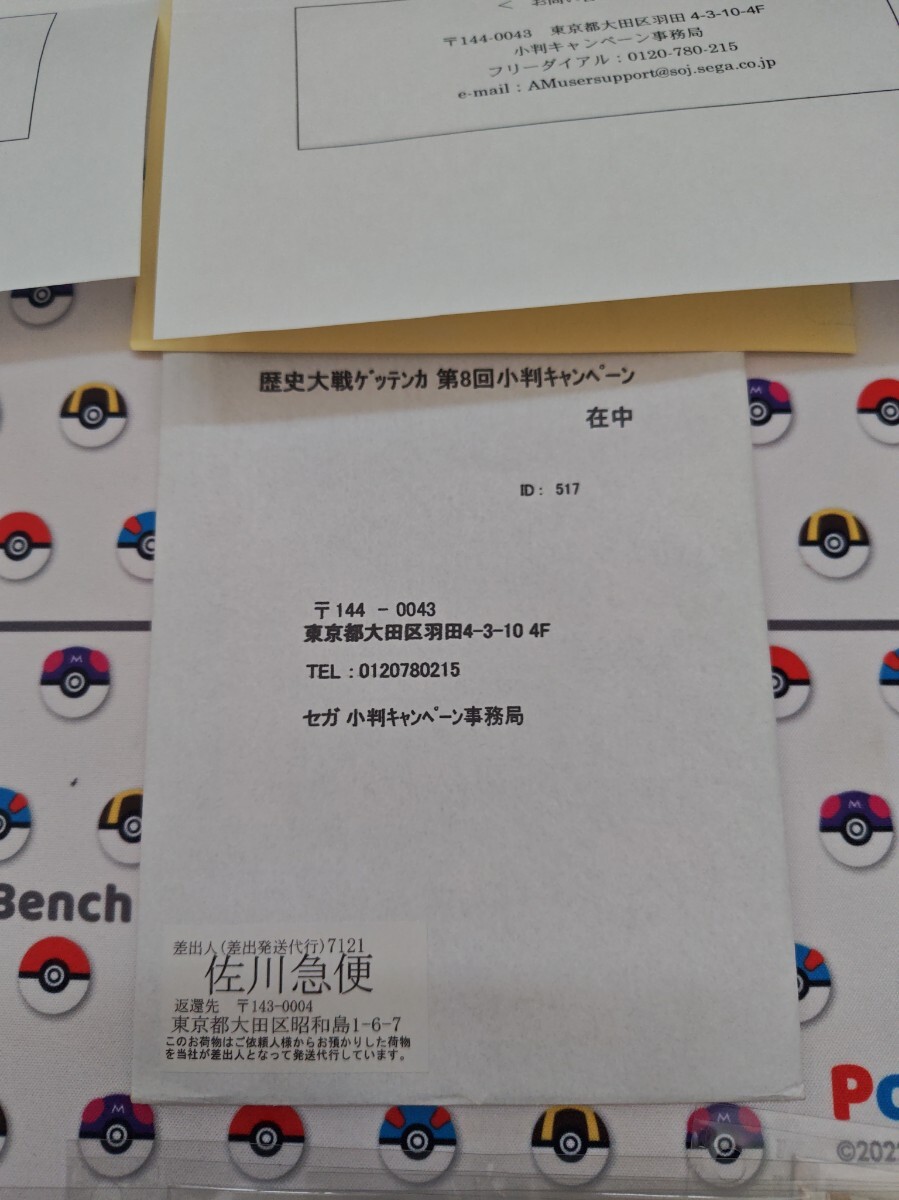 〒144-0043　東京都大田区羽田 4-3-10-4F
小判キャンペーン事務局
フリーダイアル：0120-780-215
e-mail：AMusersupport@soj.sega.co.jp
歴史大戦ｹﾞｯﾃﾝｶ 第8回小判ｷｬﾝﾍﾟｰﾝ
在中
ID： 517
〒144 － 0043
東京都大田区羽田4-3-10 4F
TEL：0120780215
セガ 小判ｷｬﾝﾍﾟｰﾝ事務局
Bench
差出人(差出発送代行)7121
佐川急便
返還先　〒143-0004
東京都大田区昭和島1-6-7
このお荷物はご依頼人様からお預かりした荷物
を当社が差出人となって発送代行しています。